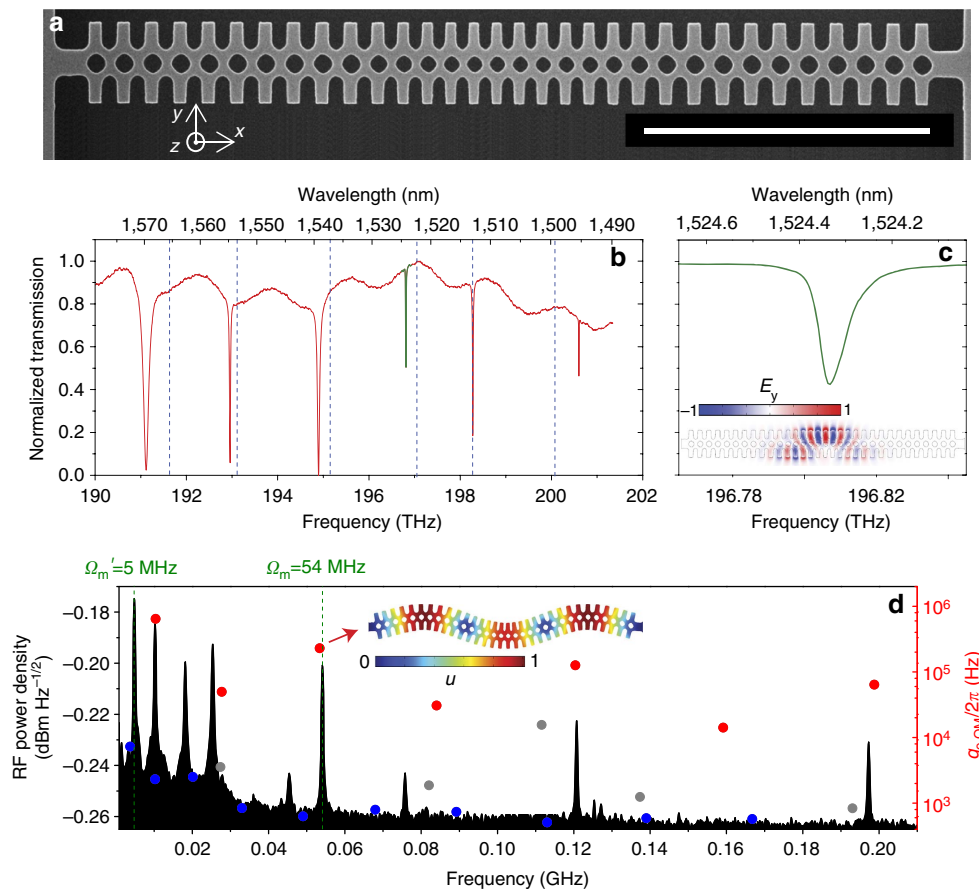 a
y
z
x
Wavelength (nm)
1,570 1,560 1,550 1,540 1,530 1,520 1,510 1,500 1,490
b
Normalized transmission
1.0
0.8
0.6
0.4
0.2
0.0
190 192 194 196 198 200 202
Frequency (THz)
Wavelength (nm)
1,524.6 1,524.4 1,524.2
c
E_y
−1 1
196.78 196.82
Frequency (THz)
Ω_m′=5 MHz Ω_m=54 MHz
d
RF power density
(dBm Hz^{−1/2})
−0.18
−0.20
−0.22
−0.24
−0.26
0 1
u
10^6
10^5
10^4
10^3
g_{o,OM}/2π (Hz)
0.02 0.04 0.06 0.08 0.10 0.12 0.14 0.16 0.18 0.20
Frequency (GHz)